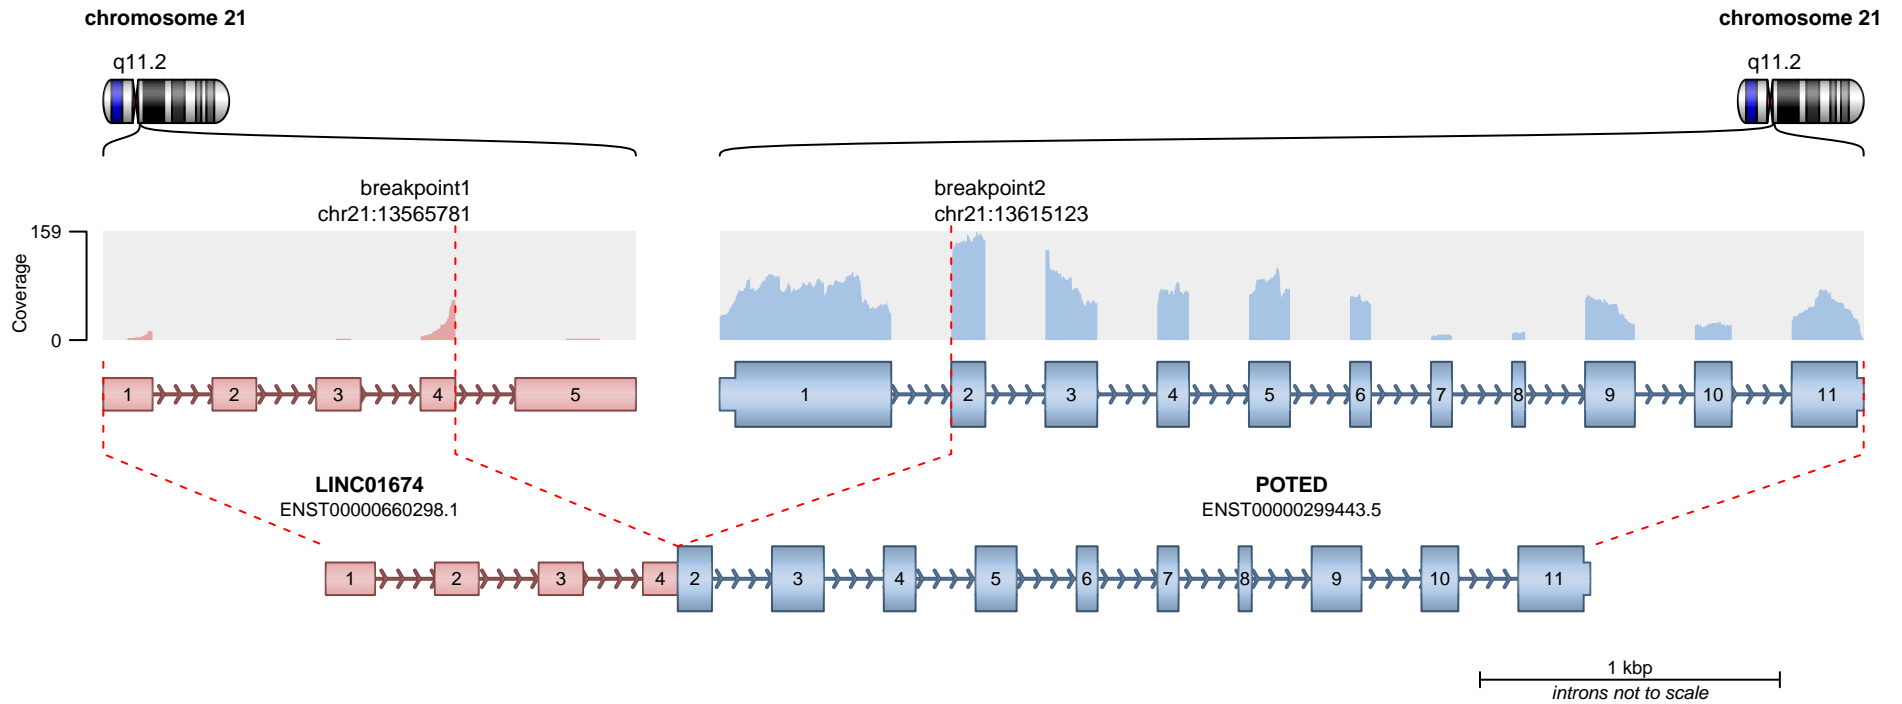 chromosome 21
chromosome 21
q11.2
q11.2
breakpoint1
chr21:13565781
breakpoint2
chr21:13615123
159
0
Coverage
1 2 3 4 5
1 2 3 4 5 6 7 8 9 10 11
LINC01674
ENST00000660298.1
POTED
ENST00000299443.5
1 2 3 4 2 3 4 5 6 7 8 9 10 11
1 kbp
introns not to scale